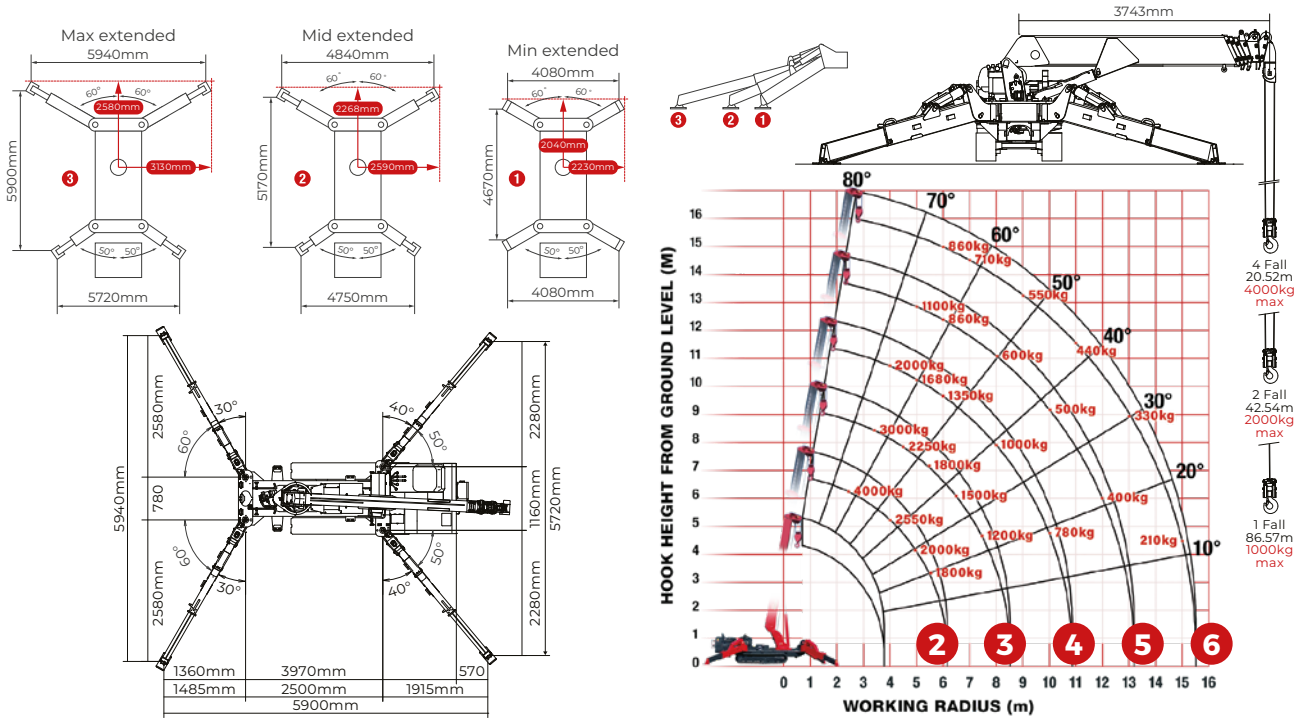 Max extended
5940mm
60°
60°
2580mm
3130mm
5900mm
3
50°
50°
5720mm
Mid extended
4840mm
60°
60°
2268mm
2590mm
5170mm
2
50°
50°
4750mm
Min extended
4080mm
60°
60°
2040mm
2230mm
4670mm
1
50°
50°
4080mm
3
2
1
3743mm
30°
60°
40°
50°
2580mm
780
2580mm
5940mm
60°
30°
50°
40°
2280mm
1160mm
2280mm
5720mm
1360mm
3970mm
570
1485mm
2500mm
1915mm
5900mm
HOOK HEIGHT FROM GROUND LEVEL (M)
16
15
14
13
12
11
10
9
8
7
6
5
4
3
2
1
0
80°
70°
60°
50°
40°
30°
20°
10°
860kg
710kg
550kg
440kg
330kg
210kg
1100kg
860kg
600kg
500kg
400kg
2000kg
1680kg
1350kg
1000kg
780kg
3000kg
2250kg
1800kg
1500kg
1200kg
4000kg
2550kg
2000kg
1800kg
2
3
4
5
6
0 1 2 3 4 5 6 7 8 9 10 11 12 13 14 15 16
WORKING RADIUS (m)
4 Fall
20.52m
4000kg
max
2 Fall
42.54m
2000kg
max
1 Fall
86.57m
1000kg
max